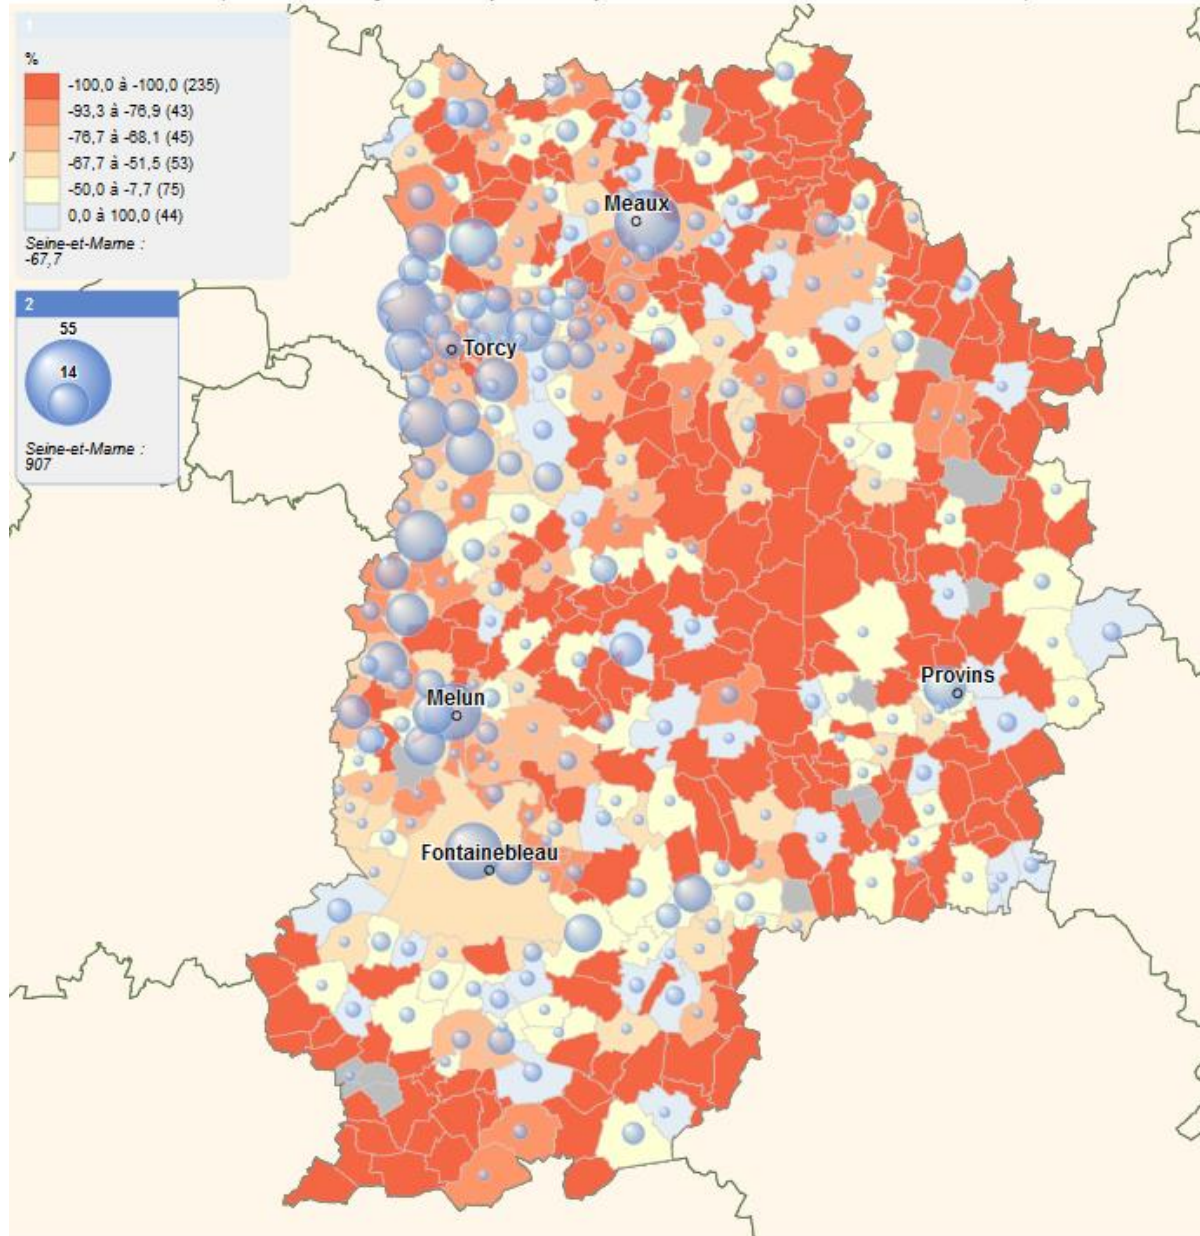 1
%
-100,0 à -100,0 (235)
-93,3 à -76,9 (43)
-76,7 à -68,1 (45)
-67,7 à -51,5 (53)
-50,0 à -7,7 (75)
0,0 à 100,0 (44)
Seine-et-Marne :
-67,7
2
55
14
Seine-et-Marne :
907
Meaux
Torcy
Provins
Melun
Fontainebleau